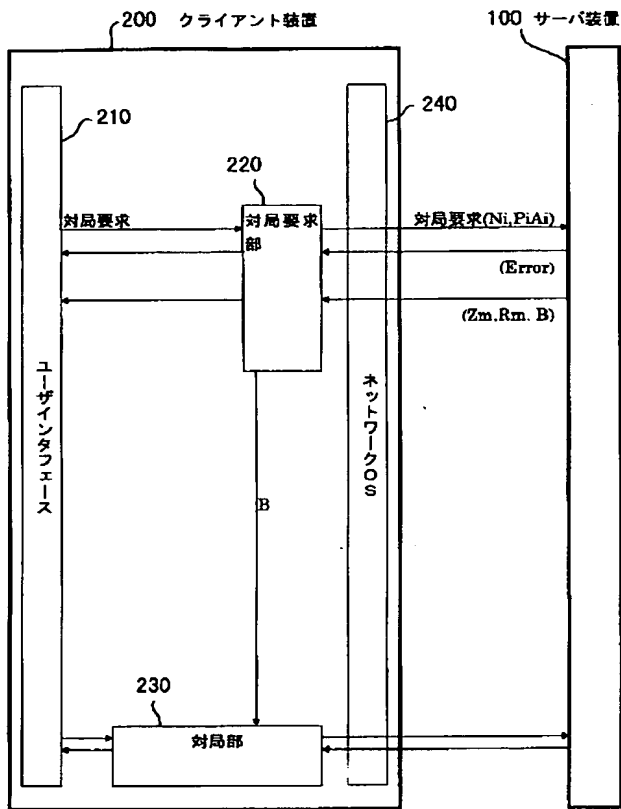 200 クライアント装置
100 サーバ装置
210
240
220
対局要求
対局要求
部
対局要求(Ni,PiAi)
(Error)
(Zm,Rm, B)
ユーザインタフェース
ネットワークOS
B
230
対局部